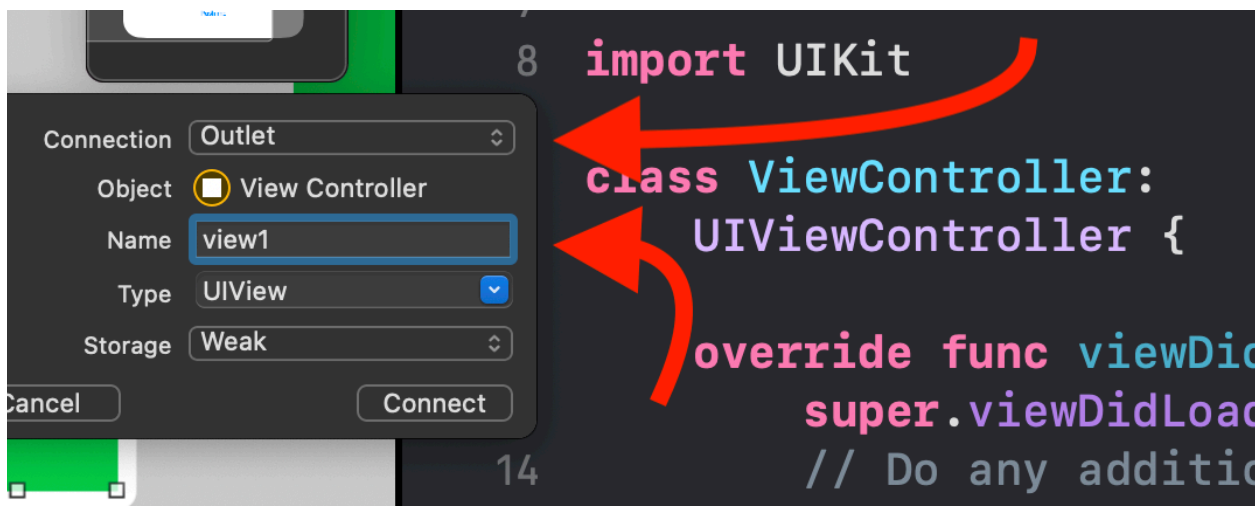 8 import UIKit
Connection Outlet
class ViewController:
Object View Controller
UIViewController {
Name view1
Type UIView
Storage Weak
override func viewDid
Cancel Connect
super.viewDidLoad
14 // Do any additio